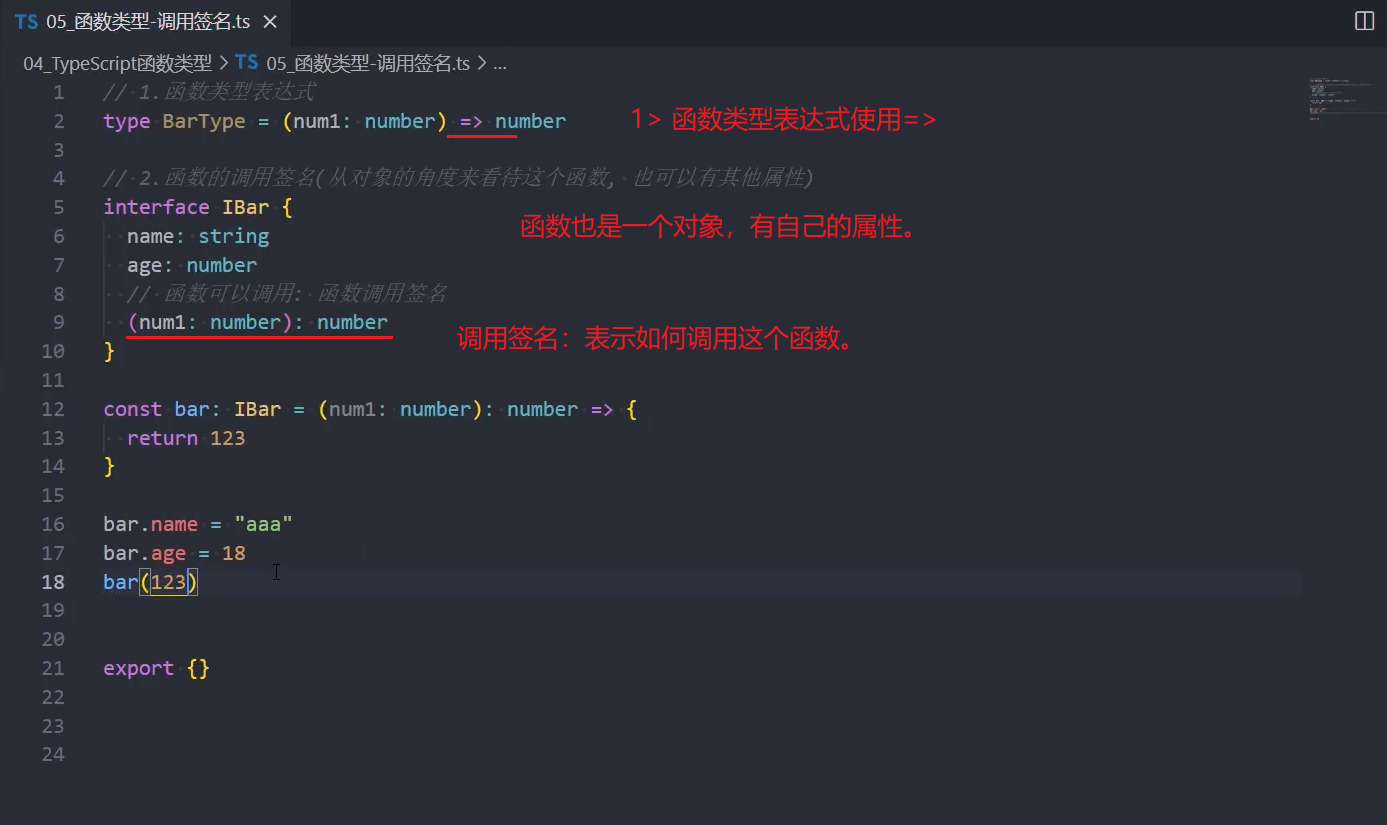 TS 05_函数类型-调用签名.ts ×
04_TypeScript函数类型 > TS 05_函数类型-调用签名.ts > ...
1 // 1.函数类型表达式
2 type BarType = (num1: number) => number
1> 函数类型表达式使用=>
3
4 // 2.函数的调用签名(从对象的角度来看待这个函数, 也可以有其他属性)
5 interface IBar {
6 name: string
函数也是一个对象，有自己的属性。
7 age: number
8 // 函数可以调用: 函数调用签名
9 (num1: number): number
调用签名：表示如何调用这个函数。
10 }
11
12 const bar: IBar = (num1: number): number => {
13 return 123
14 }
15
16 bar.name = "aaa"
17 bar.age = 18
18 bar(123)
19
20
21 export {}
22
23
24